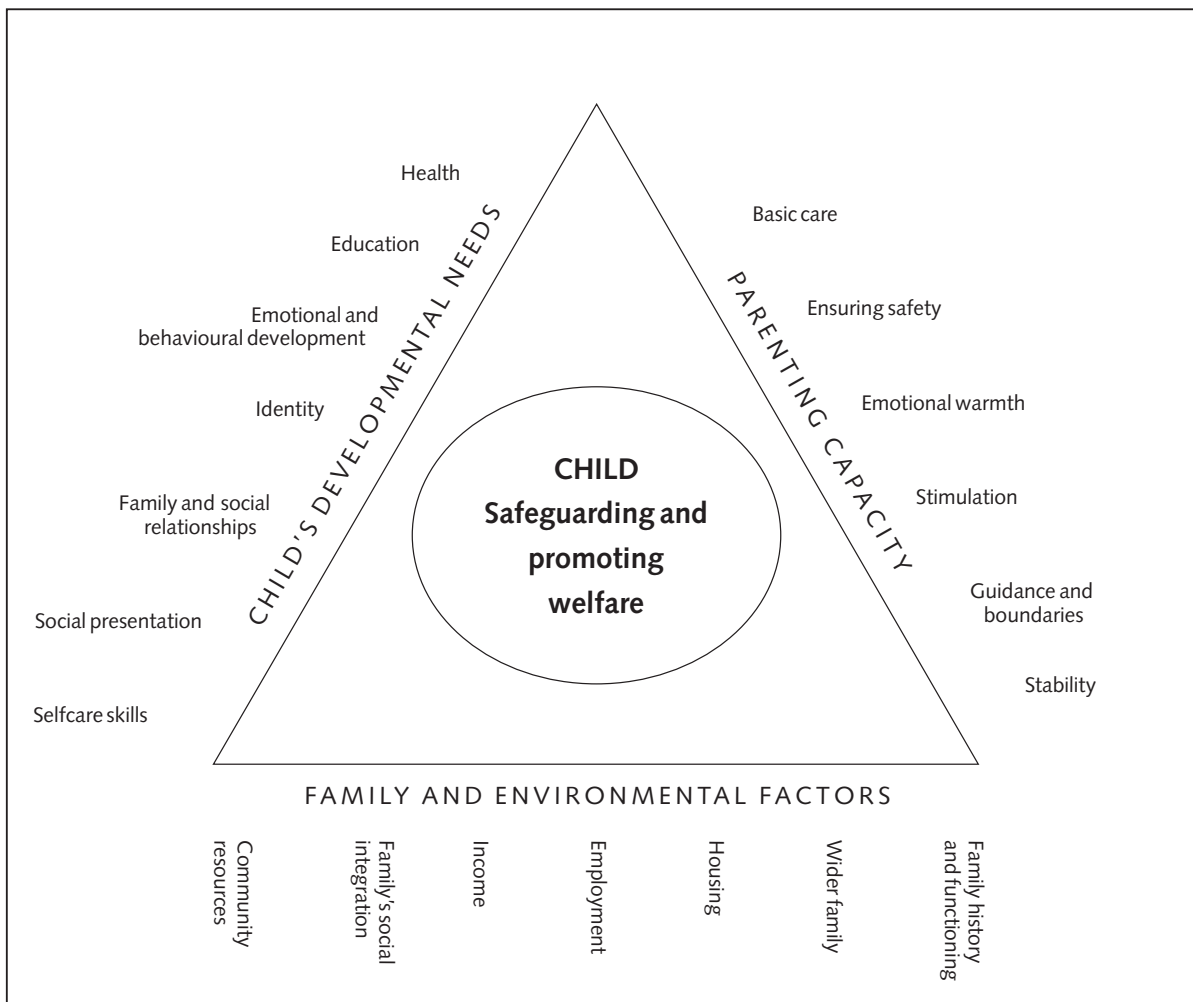 Health
Education
Emotional and
behavioural development
Identity
Family and social
relationships
Social presentation
Selfcare skills
CHILD'S DEVELOPMENTAL NEEDS
CHILD
Safeguarding and
promoting
welfare
PARENTING CAPACITY
Basic care
Ensuring safety
Emotional warmth
Stimulation
Guidance and
boundaries
Stability
FAMILY AND ENVIRONMENTAL FACTORS
Community
resources
Family's social
integration
Income
Employment
Housing
Wider family
Family history
and functioning